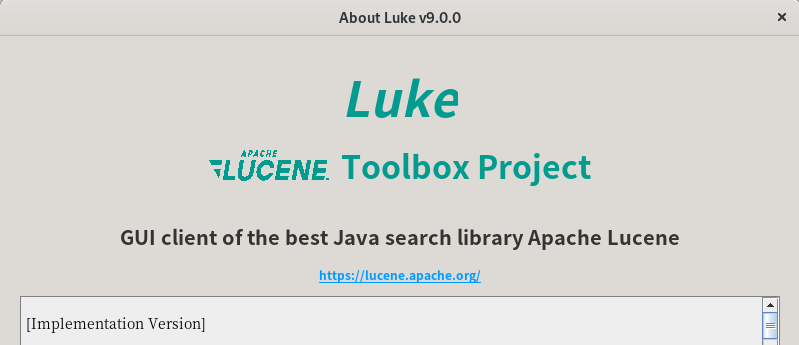 About Luke v9.0.0
Luke
APACHE
LUCENE Toolbox Project
GUI client of the best Java search library Apache Lucene
https://lucene.apache.org/
[Implementation Version]